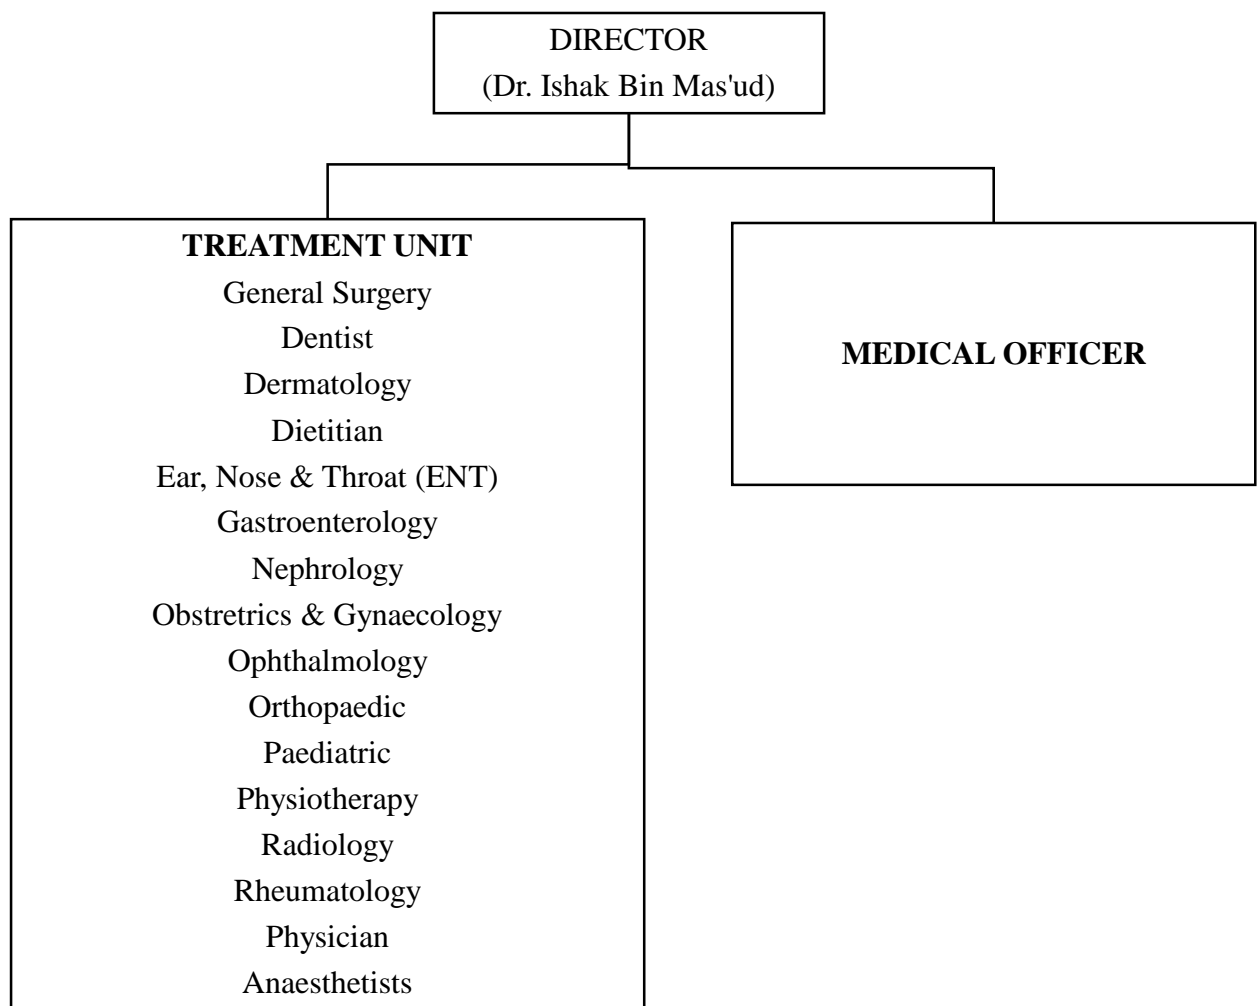 DIRECTOR
(Dr. Ishak Bin Mas'ud)
TREATMENT UNIT
General Surgery
Dentist
Dermatology
Dietitian
Ear, Nose & Throat (ENT)
Gastroenterology
Nephrology
Obstretrics & Gynaecology
Ophthalmology
Orthopaedic
Paediatric
Physiotherapy
Radiology
Rheumatology
Physician
Anaesthetists
MEDICAL OFFICER